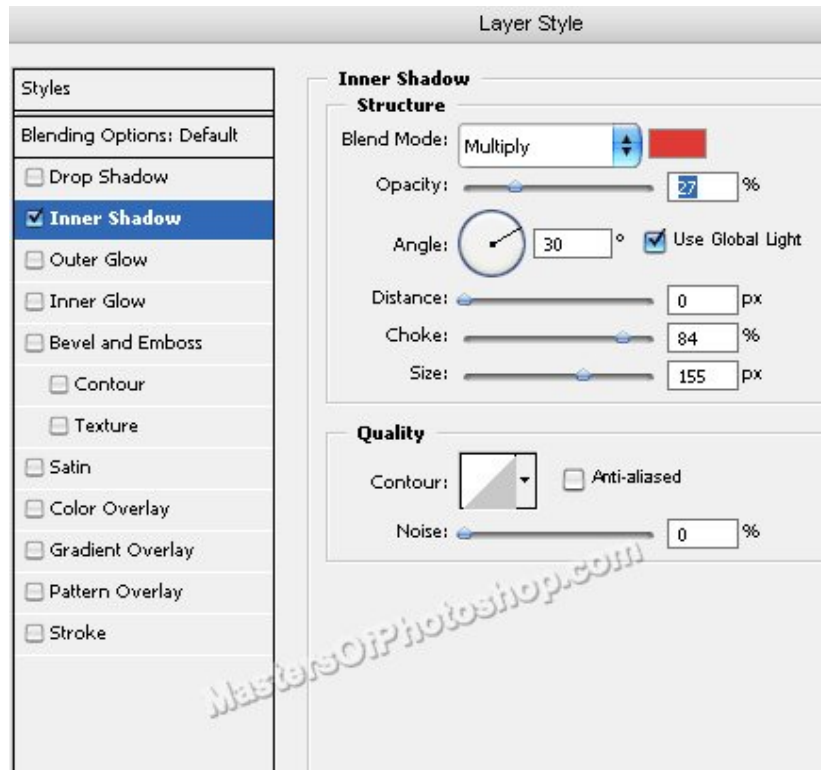 Layer Style
Styles
Blending Options: Default
Drop Shadow
Inner Shadow
Outer Glow
Inner Glow
Bevel and Emboss
Contour
Texture
Satin
Color Overlay
Gradient Overlay
Pattern Overlay
Stroke
Inner Shadow
Structure
Blend Mode: Multiply
Opacity: 27 %
Angle: 30 ° Use Global Light
Distance: 0 px
Choke: 84 %
Size: 155 px
Quality
Contour: Anti-aliased
Noise: 0 %
MastersOfPhotoshop.com